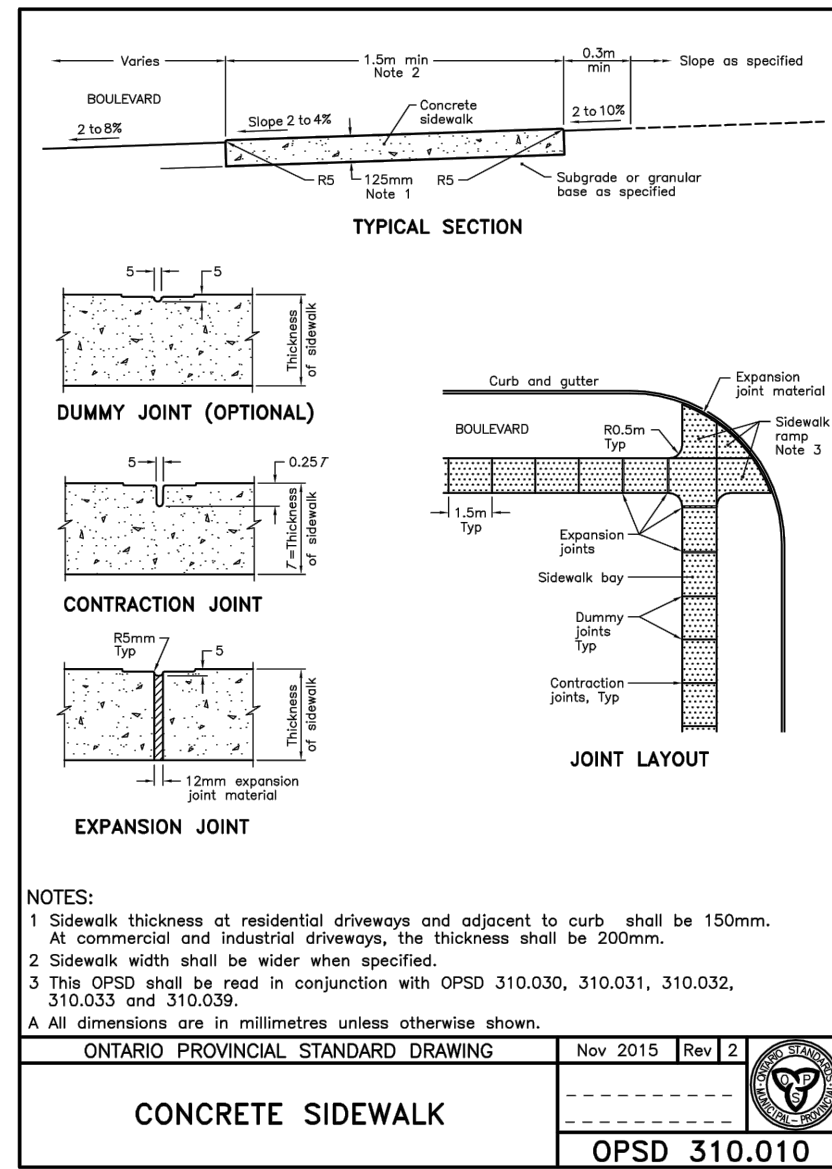 Varies
1.5m min
Note 2
0.3m
min
Slope as specified
BOULEVARD
2 to 8%
Slope 2 to 4%
Concrete
sidewalk
2 to 10%
R5
125mm
Note 1
R5
Subgrade or granular
base as specified
TYPICAL SECTION
5
5
Thickness
of sidewalk
DUMMY JOINT (OPTIONAL)
5
0.25T
T=Thickness
of sidewalk
CONTRACTION JOINT
R5mm
Typ
5
Thickness
of sidewalk
12mm expansion
joint material
EXPANSION JOINT
Curb and gutter
Expansion
joint material
BOULEVARD
R0.5m
Typ
Sidewalk
ramp
Note 3
1.5m
Typ
Expansion
joints
Sidewalk bay
Dummy
joints
Typ
Contraction
joints, Typ
JOINT LAYOUT
NOTES:
1 Sidewalk thickness at residential driveways and adjacent to curb shall be 150mm.
At commercial and industrial driveways, the thickness shall be 200mm.
2 Sidewalk width shall be wider when specified.
3 This OPSD shall be read in conjunction with OPSD 310.030, 310.031, 310.032,
310.033 and 310.039.
A All dimensions are in millimetres unless otherwise shown.
ONTARIO PROVINCIAL STANDARD DRAWING
Nov 2015 Rev 2
CONCRETE SIDEWALK
OPSD 310.010
ONTARIO STANDARDS
MUNICIPAL - PROVINCIAL
O P S